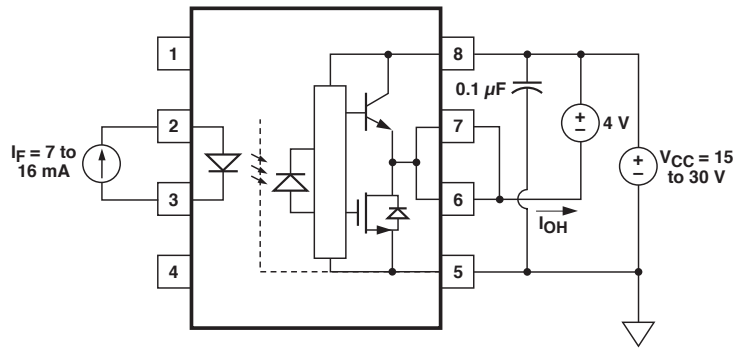 1
8
0.1 µF
2
7
4 V
I_F = 7 to
16 mA
V_CC = 15
to 30 V
3
6
I_OH
4
5